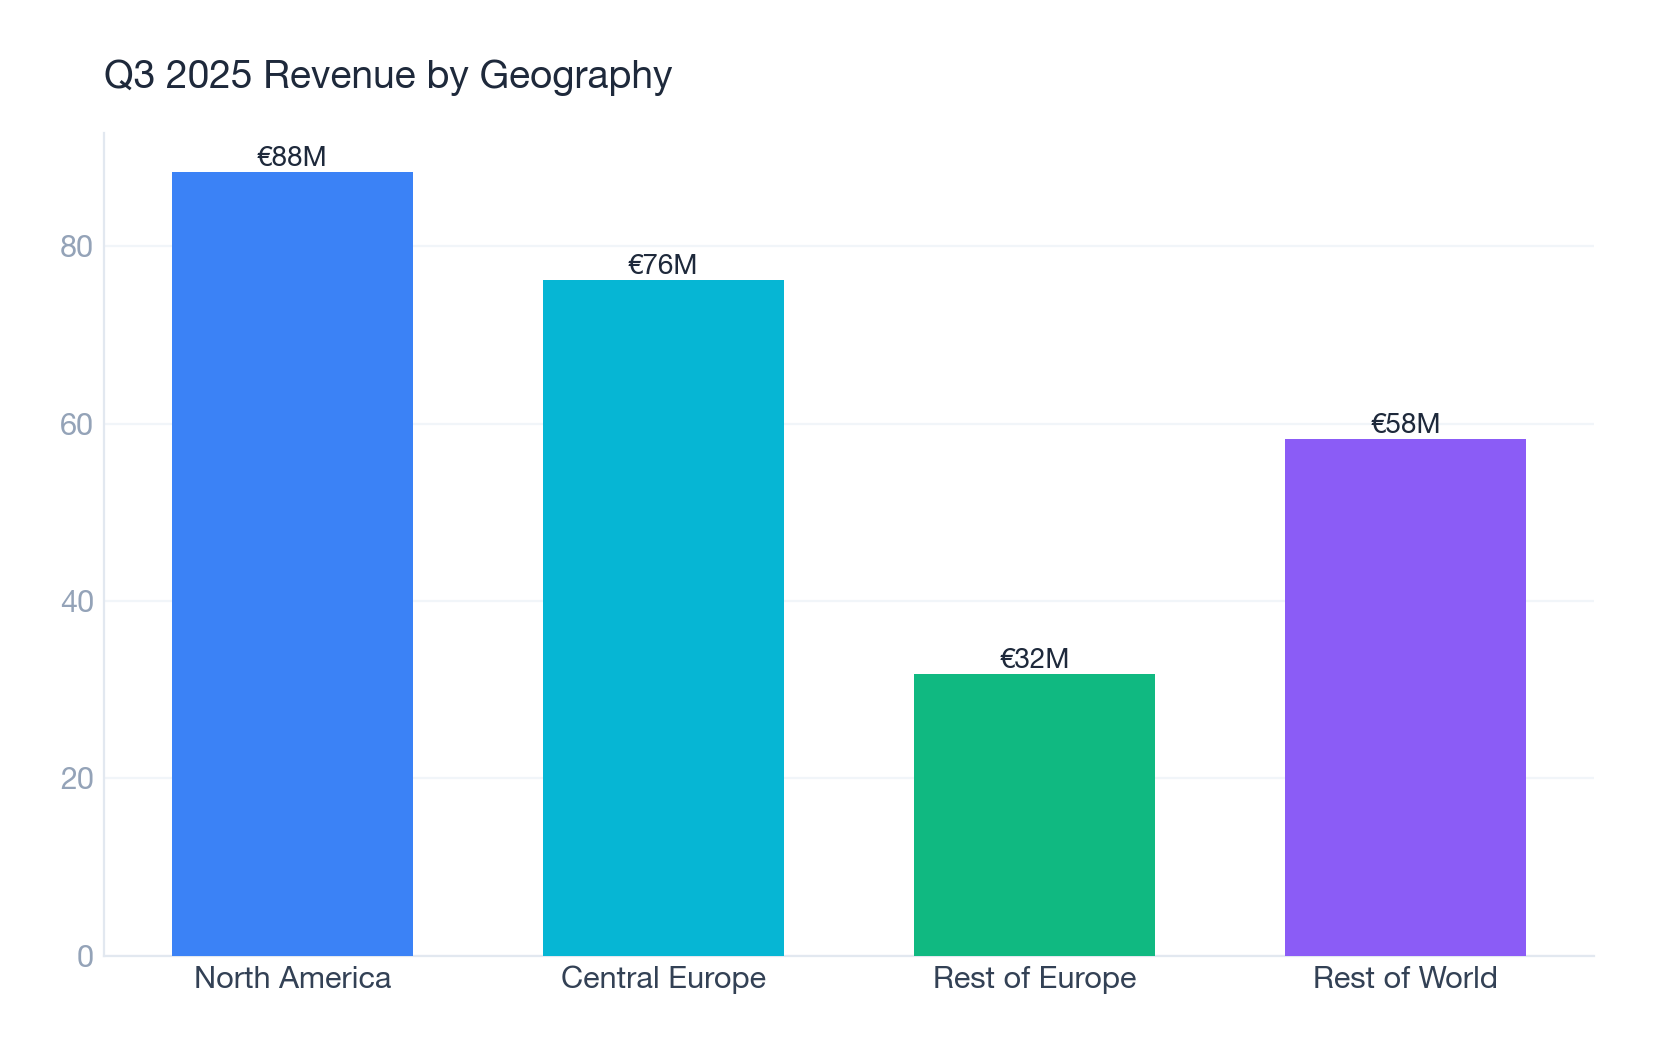 Q3 2025 Revenue by Geography
€88M
€76M
€58M
€32M
80
60
40
20
0
North America
Central Europe
Rest of Europe
Rest of World